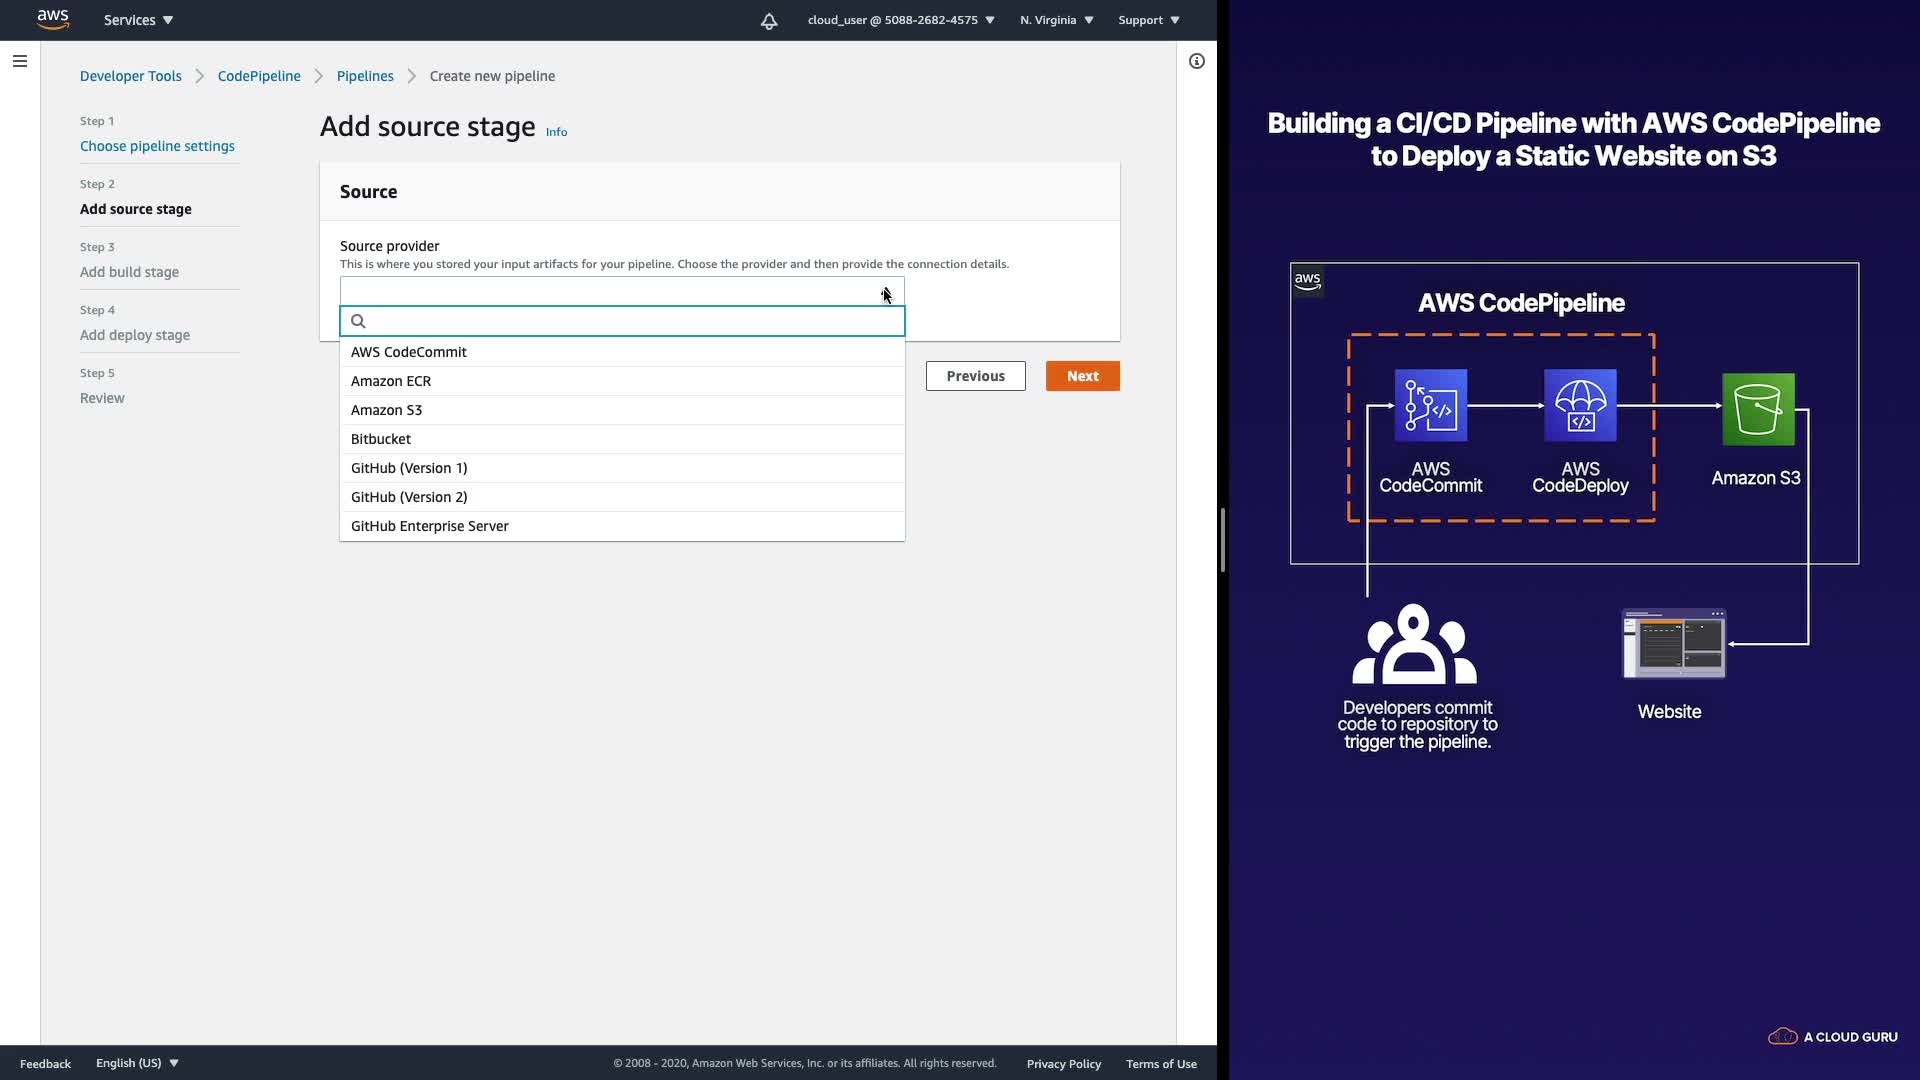 aws
Services
cloud_user @ 5088-2682-4575
N. Virginia
Support
Developer Tools
CodePipeline
Pipelines
Create new pipeline
Step 1
Choose pipeline settings
Step 2
Add source stage
Step 3
Add build stage
Step 4
Add deploy stage
Step 5
Review
Add source stage Info
Source
Source provider
This is where you stored your input artifacts for your pipeline. Choose the provider and then provide the connection details.
AWS CodeCommit
Amazon ECR
Amazon S3
Bitbucket
GitHub (Version 1)
GitHub (Version 2)
GitHub Enterprise Server
Previous
Next
Feedback
English (US)
© 2008 - 2020, Amazon Web Services, Inc. or its affiliates. All rights reserved.
Privacy Policy
Terms of Use
Building a CI/CD Pipeline with AWS CodePipeline
to Deploy a Static Website on S3
aws
AWS CodePipeline
AWS
CodeCommit
AWS
CodeDeploy
Amazon S3
Developers commit
code to repository to
trigger the pipeline.
Website
A CLOUD GURU